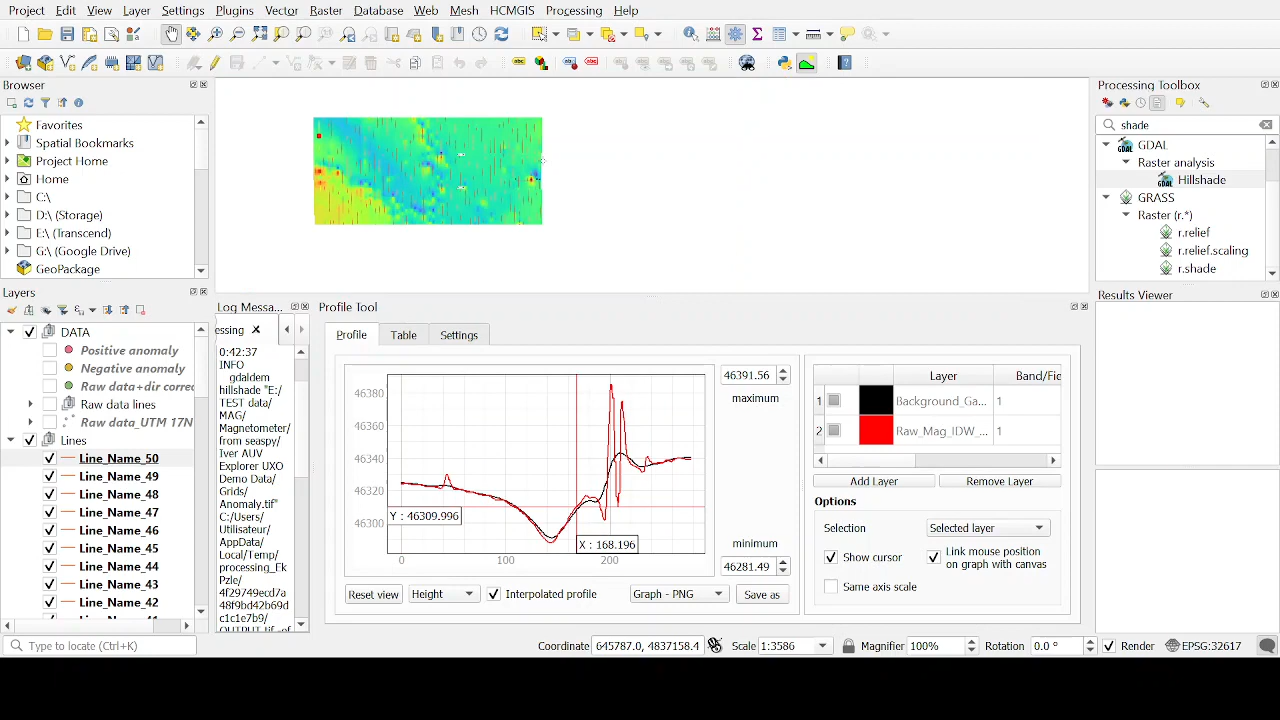 Project Edit View Layer Settings Plugins Vector Raster Database Web Mesh HCMGIS Processing Help
Browser
Favorites
Spatial Bookmarks
Project Home
Home
C:\
D:\ (Storage)
E:\ (Transcend)
G:\ (Google Drive)
GeoPackage
Layers
DATA
Positive anomaly
Negative anomaly
Raw data+dir correc
Raw data lines
Raw data_UTM 17N
Lines
Line_Name_50
Line_Name_49
Line_Name_48
Line_Name_47
Line_Name_46
Line_Name_45
Line_Name_44
Line_Name_43
Line_Name_42
Log Messa...
essing
0:42:37
INFO
gdaldem
hillshade "E:/
TEST data/
MAG/
Magnetometer/
from seaspy/
Iver AUV
Explorer UXO
Demo Data/
Grids/
Anomaly.tif"
C:/Users/
Utilisateur/
AppData/
Local/Temp/
processing_Ek
Pzle/
4f29749ecd7a
48f9bd42b69d
c1c1e7b9/
Profile Tool
Profile Table Settings
46380
46360
46340
46320
46300
0 100 200
Y : 46309.996
X : 168.196
46391.56
maximum
minimum
46281.49
Reset view Height Interpolated profile Graph - PNG Save as
Layer Band/Fie
1 Background_Ga... 1
2 Raw_Mag_IDW_... 1
Add Layer Remove Layer
Options
Selection Selected layer
Show cursor
Link mouse position
on graph with canvas
Same axis scale
Processing Toolbox
shade
GDAL
Raster analysis
Hillshade
GRASS
Raster (r.*)
r.relief
r.relief.scaling
r.shade
Results Viewer
Type to locate (Ctrl+K) Coordinate 645787.0, 4837158.4 Scale 1:3586 Magnifier 100% Rotation 0.0 ° Render EPSG:32617